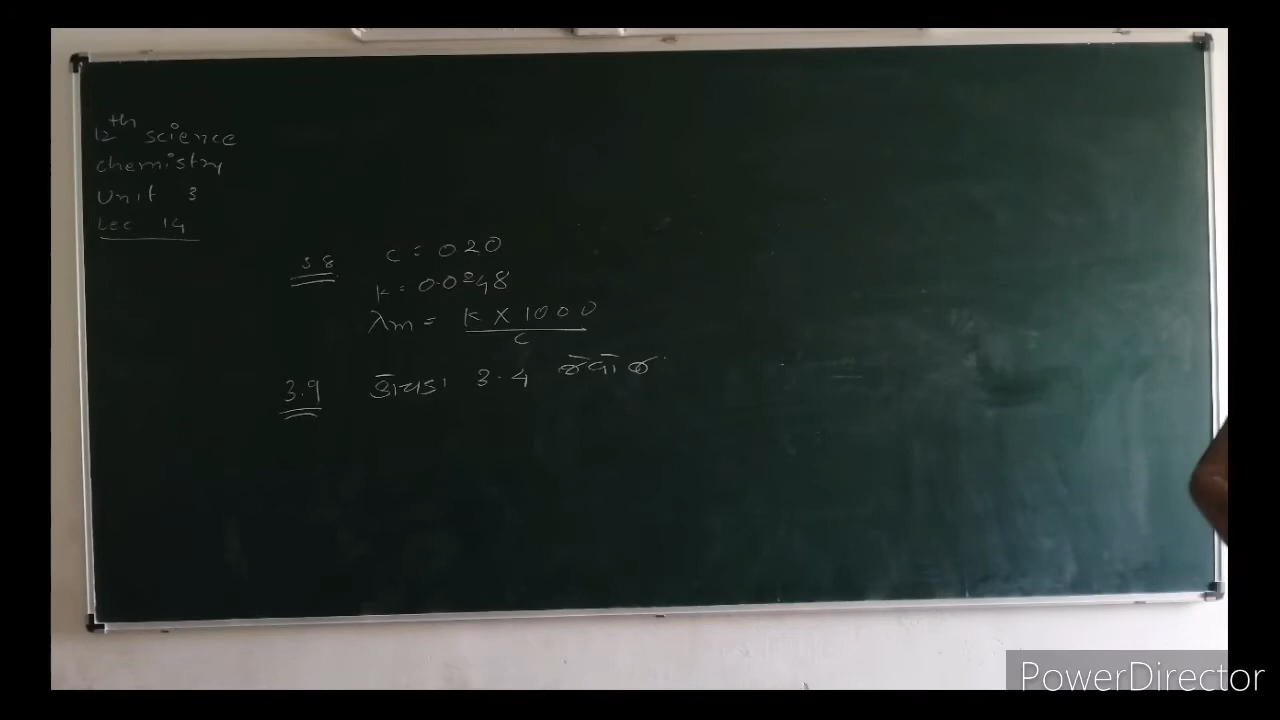 12th science
chemistry
Unit 3
Lec 14
3.8 C = 0.20
K = 0.0248
λm = K X 1000
C
3.9 3.4
PowerDirector